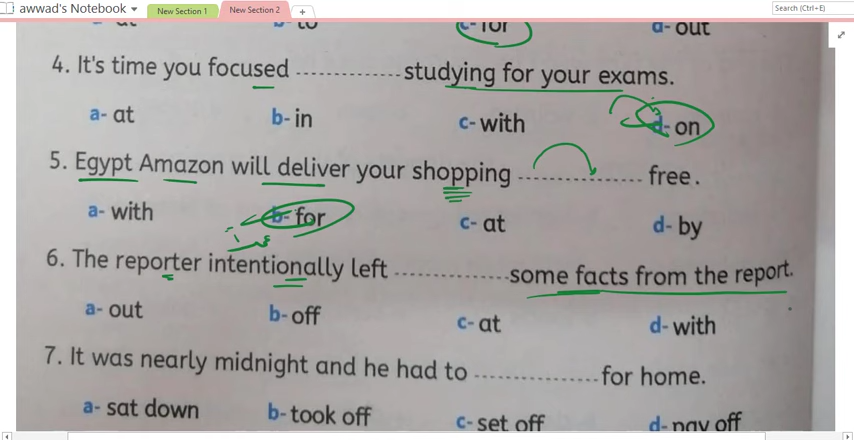 awwad's Notebook
New Section 1
New Section 2
Search (Ctrl+E)
c- for
d- out
4. It's time you focused ............ studying for your exams.
a- at
b- in
c- with
d- on
5. Egypt Amazon will deliver your shopping ............ free.
a- with
b- for
c- at
d- by
6. The reporter intentionally left ............ some facts from the report.
a- out
b- off
c- at
d- with
7. It was nearly midnight and he had to ............ for home.
a- sat down
b- took off
c- set off
d- pay off